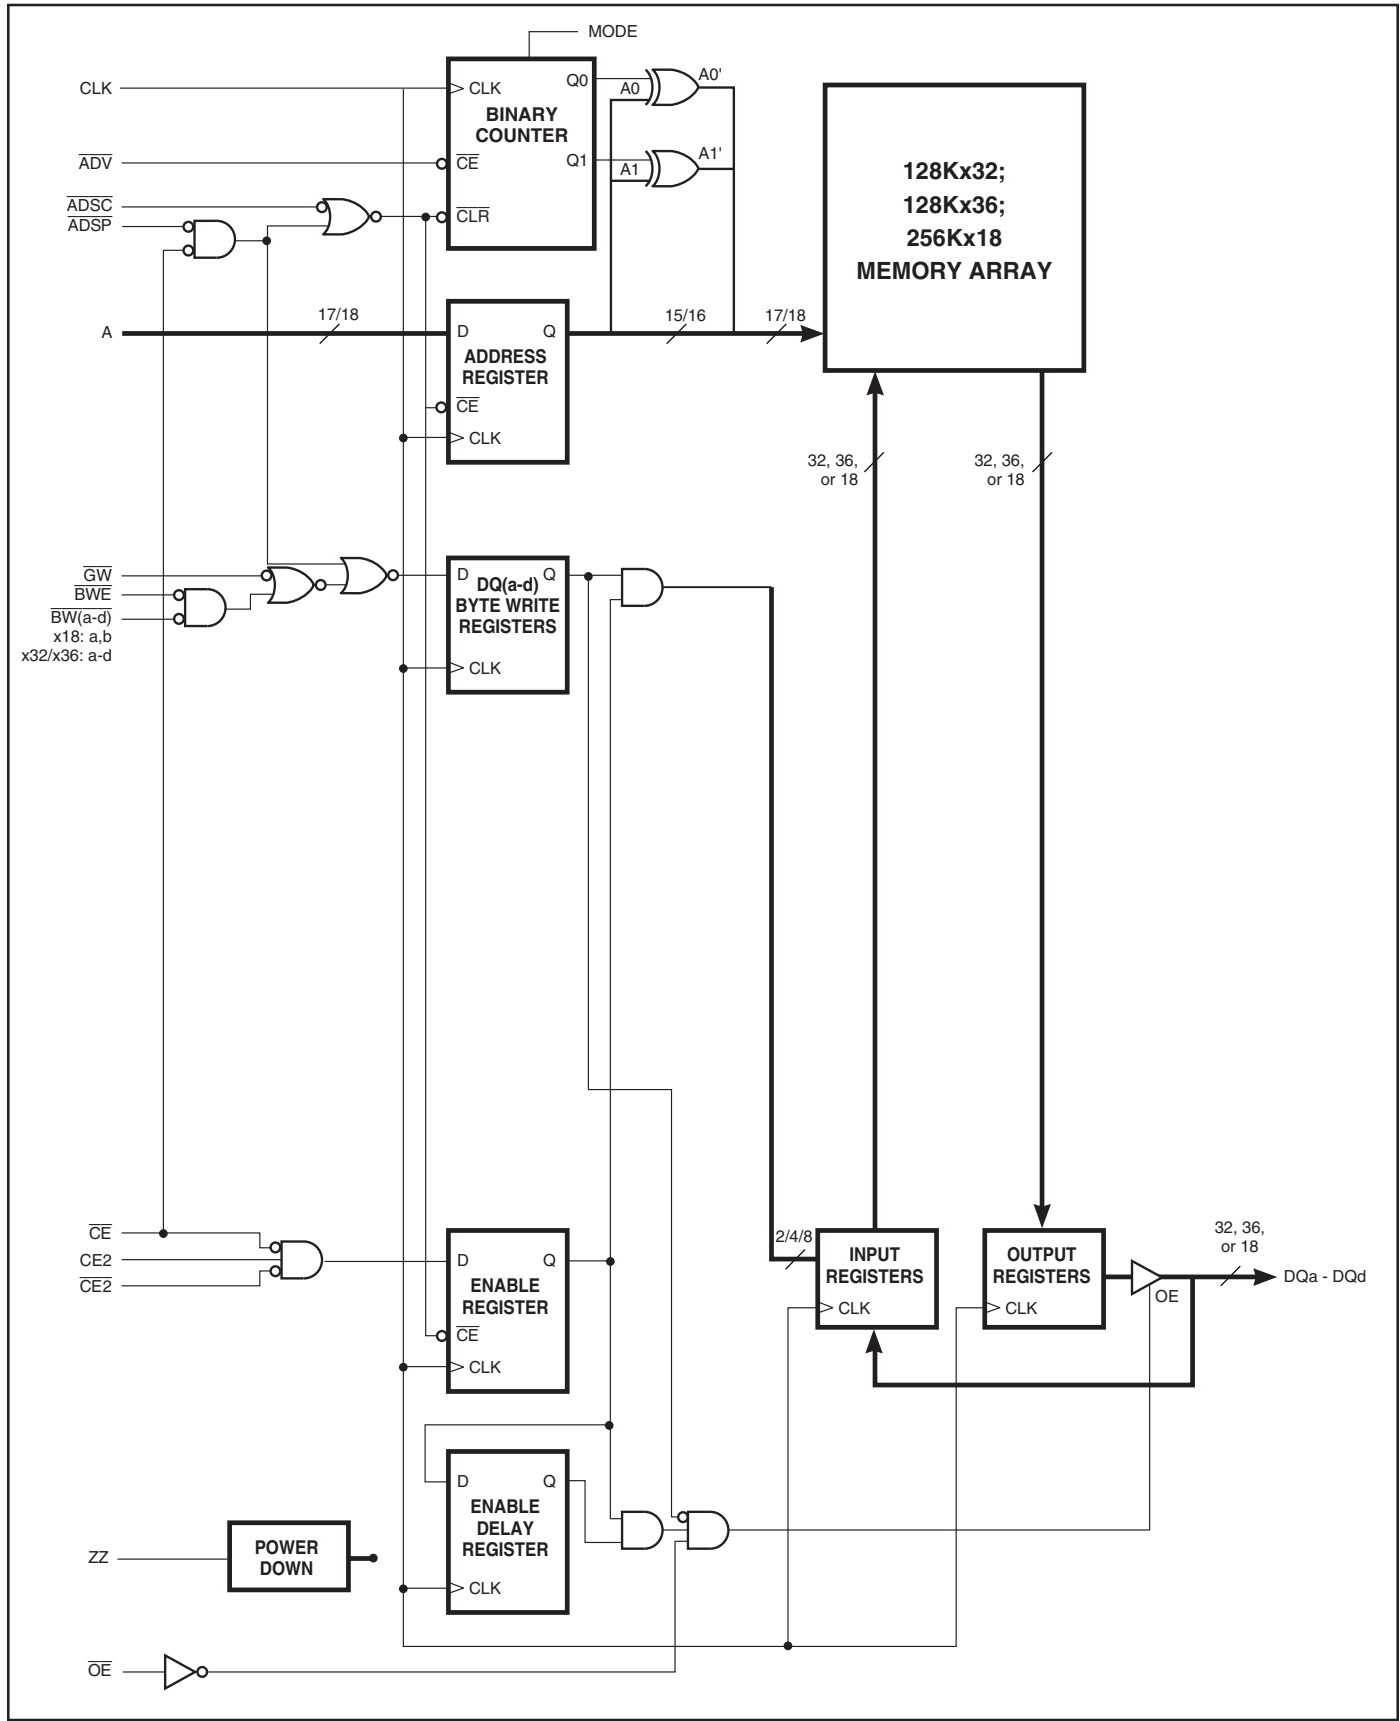 MODE
CLK
CLK
Q0
A0
A0'
BINARY
COUNTER
ADV
CE
Q1
A1
A1'
ADSC
ADSP
CLR
128Kx32;
128Kx36;
256Kx18
MEMORY ARRAY
A
17/18
D
Q
15/16
17/18
ADDRESS
REGISTER
CE
CLK
32, 36,
or 18
32, 36,
or 18
GW
BWE
BW(a-d)
x18: a,b
x32/x36: a-d
D
Q
DQ(a-d)
BYTE WRITE
REGISTERS
CLK
CE
CE2
CE2
D
Q
ENABLE
REGISTER
CE
CLK
2/4/8
INPUT
REGISTERS
CLK
OUTPUT
REGISTERS
CLK
OE
32, 36,
or 18
DQa - DQd
D
Q
ENABLE
DELAY
REGISTER
CLK
ZZ
POWER
DOWN
OE